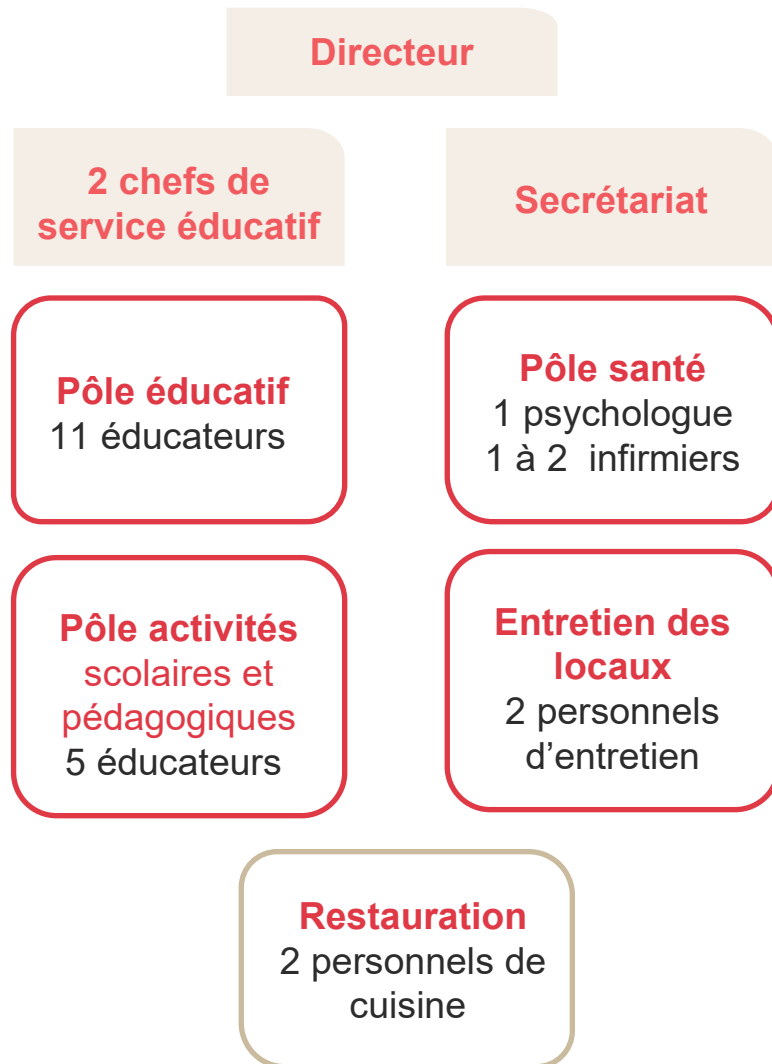 Directeur
2 chefs de
service éducatif
Secrétariat
Pôle éducatif
11 éducateurs
Pôle santé
1 psychologue
1 à 2 infirmiers
Pôle activités
scolaires et
pédagogiques
5 éducateurs
Entretien des
locaux
2 personnels
d’entretien
Restauration
2 personnels de
cuisine